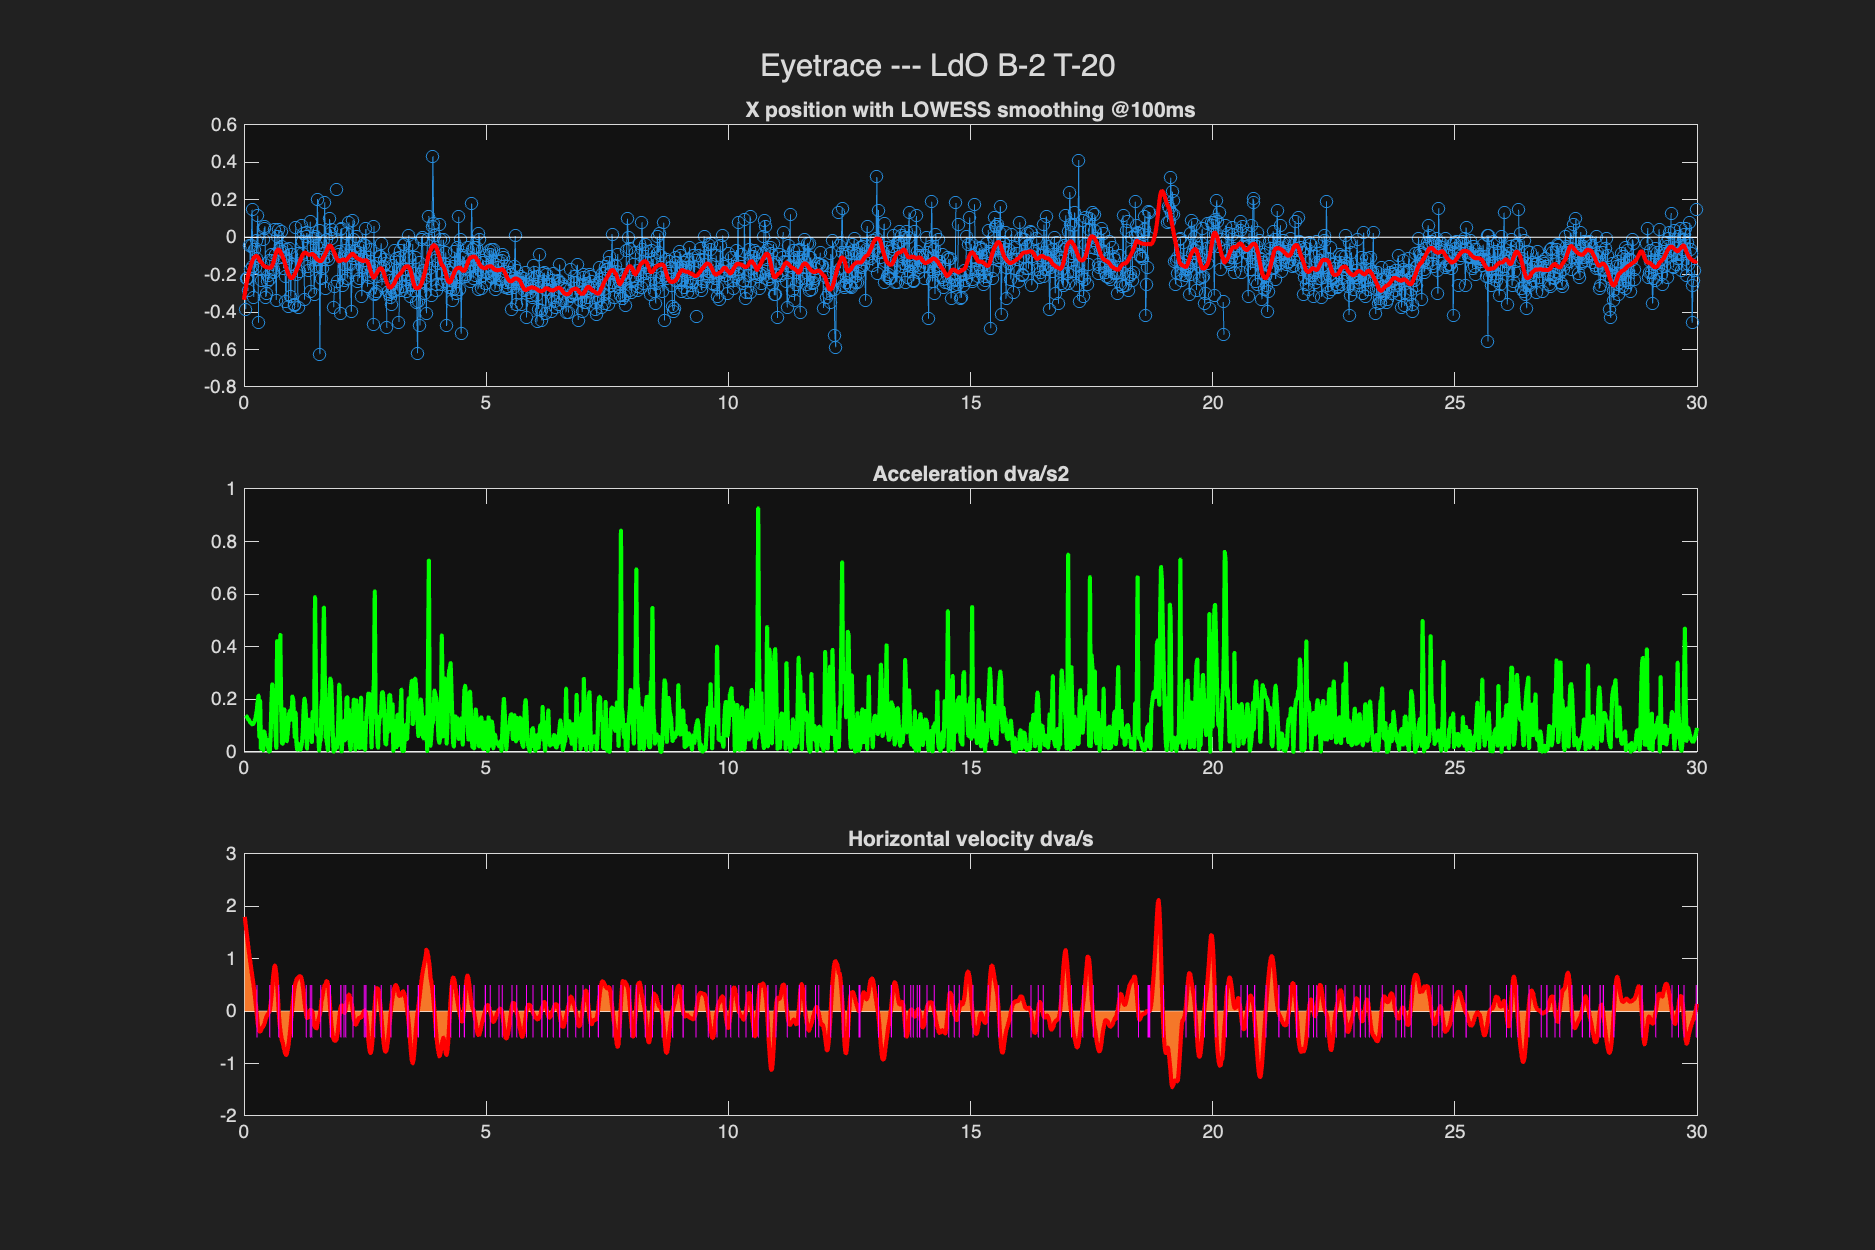 Eyetrace --- LdO B-2 T-20
X position with LOWESS smoothing @100ms
0.6
0.4
0.2
0
-0.2
-0.4
-0.6
-0.8
0 5 10 15 20 25 30
Acceleration dva/s2
1
0.8
0.6
0.4
0.2
0
0 5 10 15 20 25 30
Horizontal velocity dva/s
3
2
1
0
-1
-2
0 5 10 15 20 25 30